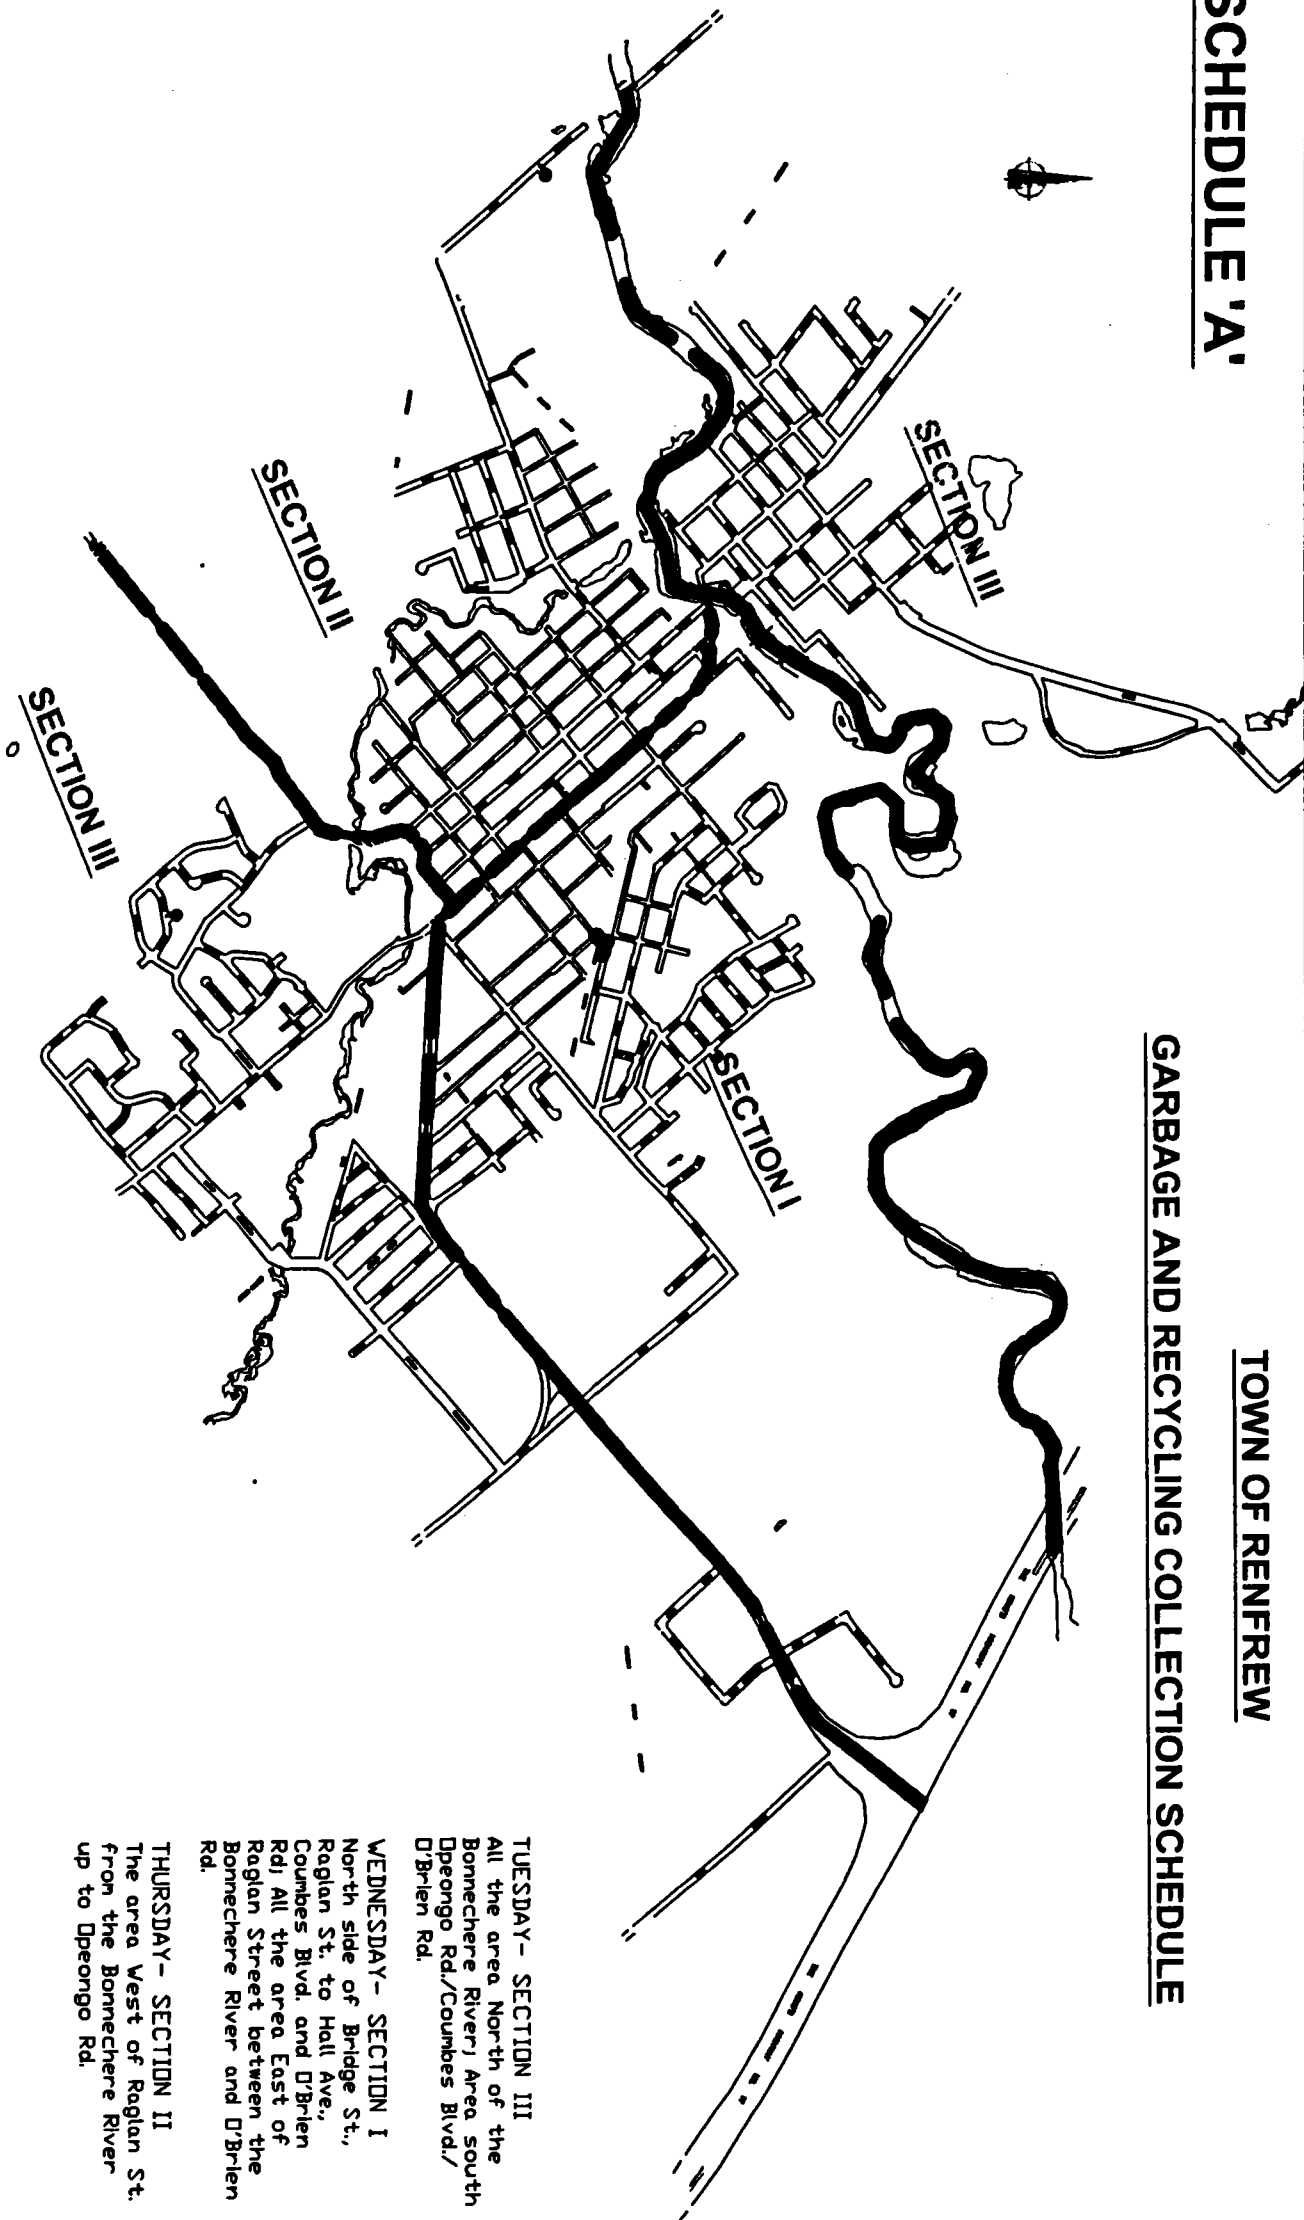 SCHEDULE 'A'
TOWN OF RENFREW
GARBAGE AND RECYCLING COLLECTION SCHEDULE
SECTION III
SECTION I
SECTION II
SECTION III
TUESDAY- SECTION III
All the area North of the
Bonnechere River; Area south
Opeongo Rd./Coumbes Blvd./
O'Brien Rd.
WEDNESDAY- SECTION I
North side of Bridge St.,
Raglan St. to Hall Ave.,
Coumbes Blvd. and O'Brien
Rd; All the area East of
Raglan Street between the
Bonnechere River and O'Brien
Rd.
THURSDAY- SECTION II
The area West of Raglan St.
from the Bonnechere River
up to Opeongo Rd.